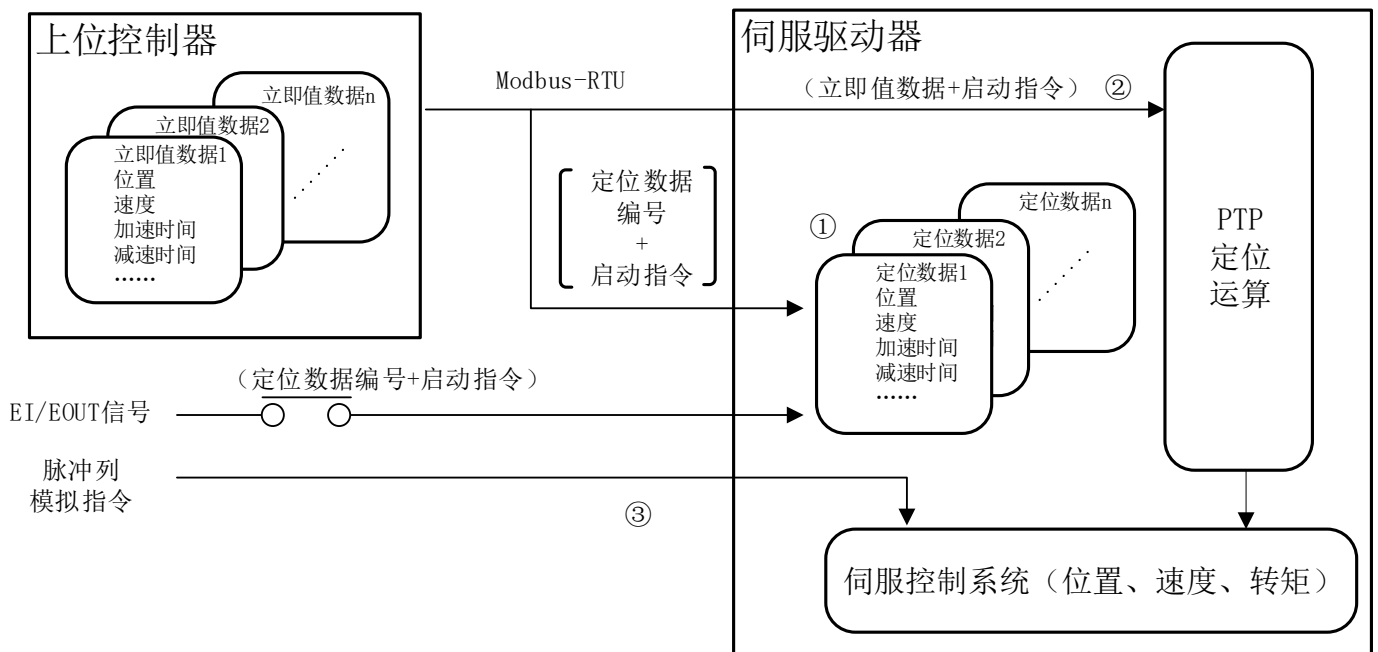 上位控制器
立即值数据n
立即值数据2
立即值数据1
位置
速度
加速时间
减速时间
……
Modbus-RTU
定位数据
编号
+
启动指令
(定位数据编号+启动指令)
EI/EOUT信号
脉冲列
模拟指令
③
伺服驱动器
(立即值数据+启动指令) ②
①
定位数据n
定位数据2
定位数据1
位置
速度
加速时间
减速时间
……
PTP
定位
运算
伺服控制系统(位置、速度、转矩)